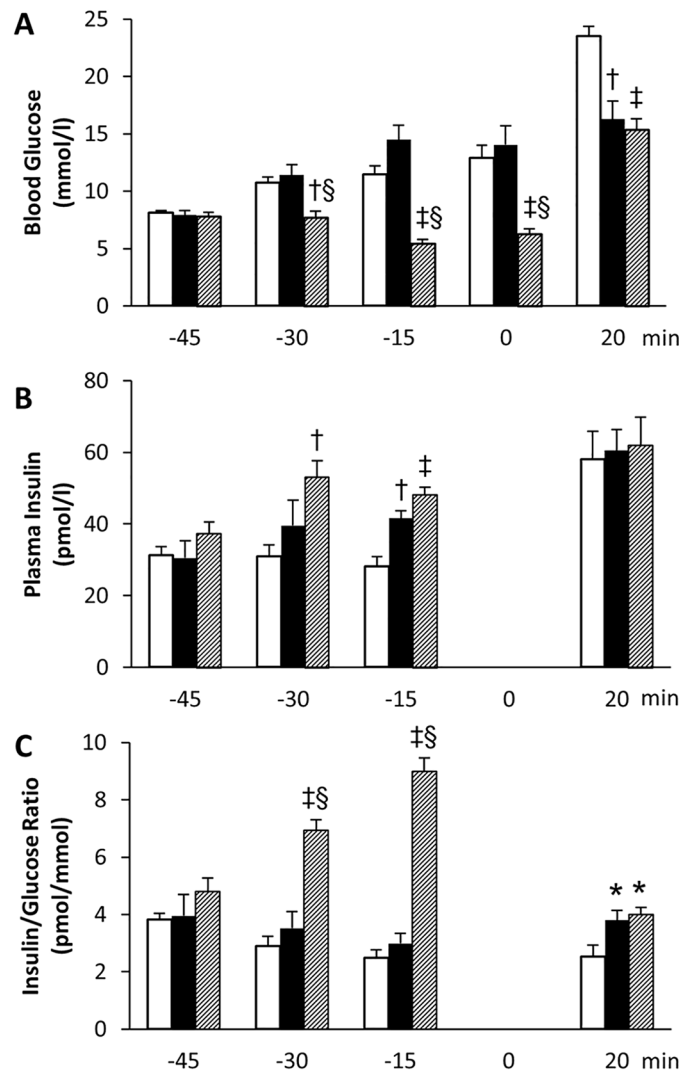 A
Blood Glucose
(mmol/l)
25
20
15
10
5
0
†
‡
†§
‡§
‡§
-45 -30 -15 0 20 min
B
Plasma Insulin
(pmol/l)
80
60
40
20
0
†
†
‡
-45 -30 -15 0 20 min
C
Insulin/Glucose Ratio
(pmol/mmol)
10
8
6
4
2
0
‡§
‡§
* *
-45 -30 -15 0 20 min